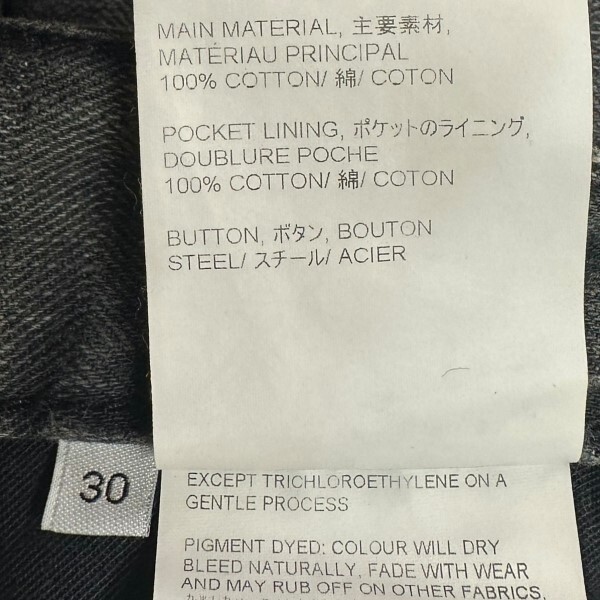 MAIN MATERIAL, 主要素材,
MATÉRIAU PRINCIPAL
100% COTTON/ 綿/ COTON
POCKET LINING, ポケットのライニング,
DOUBLURE POCHE
100% COTTON/ 綿/ COTON
BUTTON, ボタン, BOUTON
STEEL/ スチール/ ACIER
30
EXCEPT TRICHLOROETHYLENE ON A
GENTLE PROCESS
PIGMENT DYED: COLOUR WILL DRY
BLEED NATURALLY, FADE WITH WEAR
AND MAY RUB OFF ON OTHER FABRICS,